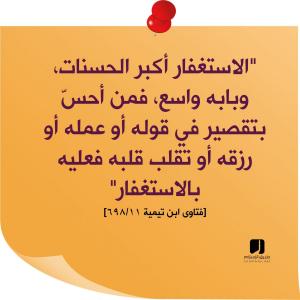 "الاستغفار أكبر الحسنات،
وبابه واسع، فمن أحسّ
بتقصير في قوله أو عمله أو
رزقه أو تقلب قلبه فعليه
بالاستغفار"
[فتاوى ابن تيمية ٦٩٨/١١]